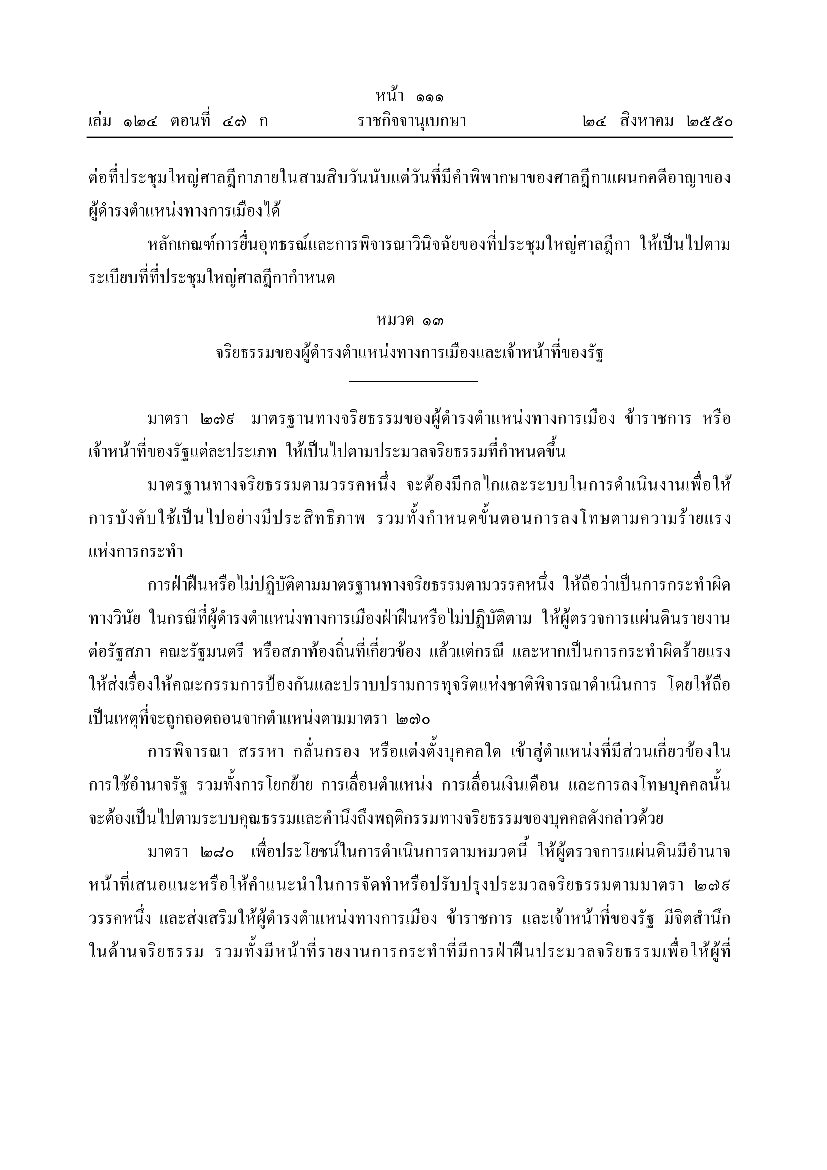 หน้า ๑๑๑
เล่ม ๑๒๔ ตอนที่ ๔๗ ก ราชกิจจานุเบกษา ๒๔ สิงหาคม ๒๕๕๐
ต่อที่ประชุมใหญ่ศาลฎีกาภายในสามสิบวันนับแต่วันที่มีคำพิพากษาของศาลฎีกาแผนกคดีอาญาของ
ผู้ดำรงตำแหน่งทางการเมืองได้
หลักเกณฑ์การยื่นอุทธรณ์และการพิจารณาวินิจฉัยของที่ประชุมใหญ่ศาลฎีกา ให้เป็นไปตาม
ระเบียบที่ที่ประชุมใหญ่ศาลฎีกากำหนด
หมวด ๑๓
จริยธรรมของผู้ดำรงตำแหน่งทางการเมืองและเจ้าหน้าที่ของรัฐ
มาตรา ๒๗๙ มาตรฐานทางจริยธรรมของผู้ดำรงตำแหน่งทางการเมือง ข้าราชการ หรือ
เจ้าหน้าที่ของรัฐแต่ละประเภท ให้เป็นไปตามประมวลจริยธรรมที่กำหนดขึ้น
มาตรฐานทางจริยธรรมตามวรรคหนึ่ง จะต้องมีกลไกและระบบในการดำเนินงานเพื่อให้
การบังคับใช้เป็นไปอย่างมีประสิทธิภาพ รวมทั้งกำหนดขั้นตอนการลงโทษตามความร้ายแรง
แห่งการกระทำ
การฝ่าฝืนหรือไม่ปฏิบัติตามมาตรฐานทางจริยธรรมตามวรรคหนึ่ง ให้ถือว่าเป็นการกระทำผิด
ทางวินัย ในกรณีที่ผู้ดำรงตำแหน่งทางการเมืองฝ่าฝืนหรือไม่ปฏิบัติตาม ให้ผู้ตรวจการแผ่นดินรายงาน
ต่อรัฐสภา คณะรัฐมนตรี หรือสภาท้องถิ่นที่เกี่ยวข้อง แล้วแต่กรณี และหากเป็นการกระทำผิดร้ายแรง
ให้ส่งเรื่องให้คณะกรรมการป้องกันและปราบปรามการทุจริตแห่งชาติพิจารณาดำเนินการ โดยให้ถือ
เป็นเหตุที่จะถูกถอดถอนจากตำแหน่งตามมาตรา ๒๗๐
การพิจารณา สรรหา กลั่นกรอง หรือแต่งตั้งบุคคลใด เข้าสู่ตำแหน่งที่มีส่วนเกี่ยวข้องใน
การใช้อำนาจรัฐ รวมทั้งการโยกย้าย การเลื่อนตำแหน่ง การเลื่อนเงินเดือน และการลงโทษบุคคลนั้น
จะต้องเป็นไปตามระบบคุณธรรมและคำนึงถึงพฤติกรรมทางจริยธรรมของบุคคลดังกล่าวด้วย
มาตรา ๒๘๐ เพื่อประโยชน์ในการดำเนินการตามหมวดนี้ ให้ผู้ตรวจการแผ่นดินมีอำนาจ
หน้าที่เสนอแนะหรือให้คำแนะนำในการจัดทำหรือปรับปรุงประมวลจริยธรรมตามมาตรา ๒๗๙
วรรคหนึ่ง และส่งเสริมให้ผู้ดำรงตำแหน่งทางการเมือง ข้าราชการ และเจ้าหน้าที่ของรัฐ มีจิตสำนึก
ในด้านจริยธรรม รวมทั้งมีหน้าที่รายงานการกระทำที่มีการฝ่าฝืนประมวลจริยธรรมเพื่อให้ผู้ที่